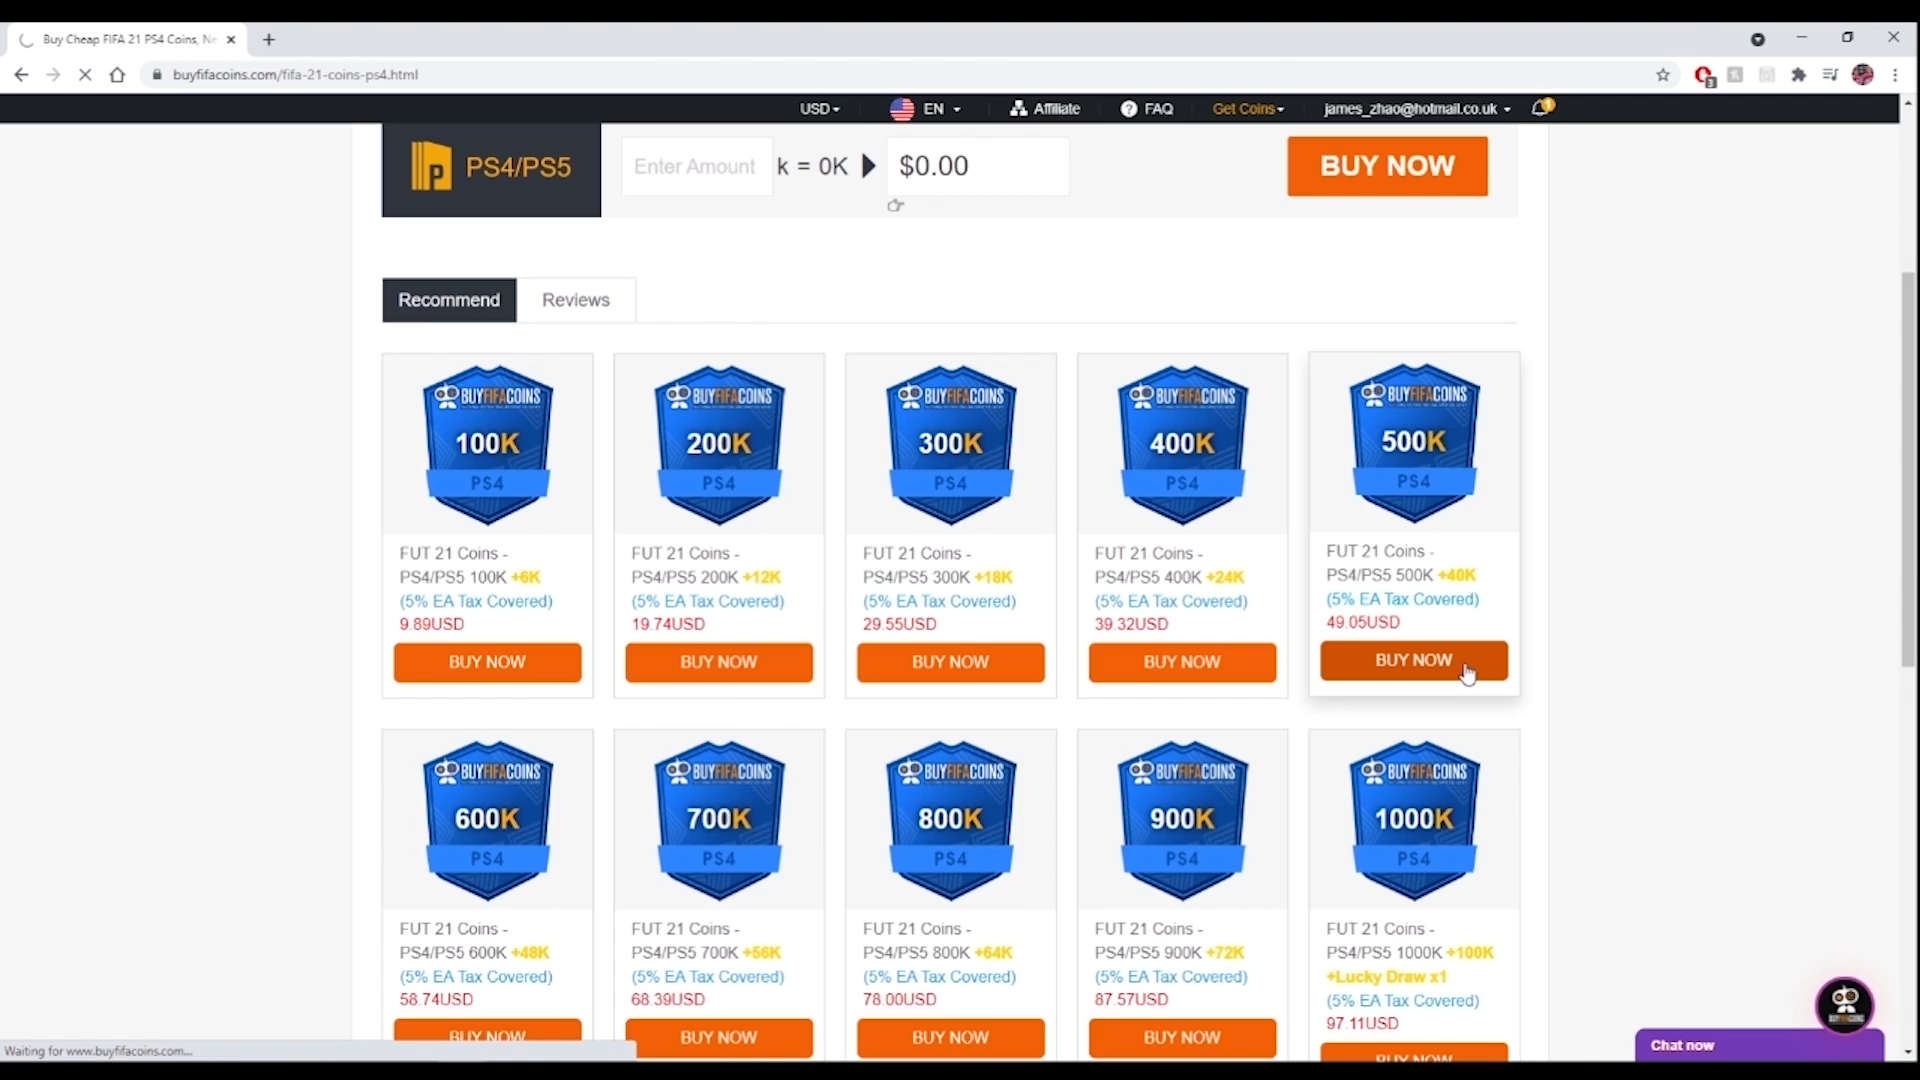 Buy Cheap FIFA 21 PS4 Coins, Ne
buyfifacoins.com/fifa-21-coins-ps4.html
USD
EN
Affiliate
? FAQ
Get Coins
james_zhao@hotmail.co.uk
1
PS4/PS5
Enter Amount
k = 0K
$0.00
BUY NOW
Recommend
Reviews
BUYFIFACOINS
100K
PS4
FUT 21 Coins -
PS4/PS5 100K +6K
(5% EA Tax Covered)
9.89USD
BUY NOW
BUYFIFACOINS
200K
PS4
FUT 21 Coins -
PS4/PS5 200K +12K
(5% EA Tax Covered)
19.74USD
BUY NOW
BUYFIFACOINS
300K
PS4
FUT 21 Coins -
PS4/PS5 300K +18K
(5% EA Tax Covered)
29.55USD
BUY NOW
BUYFIFACOINS
400K
PS4
FUT 21 Coins -
PS4/PS5 400K +24K
(5% EA Tax Covered)
39.32USD
BUY NOW
BUYFIFACOINS
500K
PS4
FUT 21 Coins -
PS4/PS5 500K +40K
(5% EA Tax Covered)
49.05USD
BUY NOW
BUYFIFACOINS
600K
PS4
FUT 21 Coins -
PS4/PS5 600K +48K
(5% EA Tax Covered)
58.74USD
BUY NOW
BUYFIFACOINS
700K
PS4
FUT 21 Coins -
PS4/PS5 700K +56K
(5% EA Tax Covered)
68.39USD
BUY NOW
BUYFIFACOINS
800K
PS4
FUT 21 Coins -
PS4/PS5 800K +64K
(5% EA Tax Covered)
78.00USD
BUY NOW
BUYFIFACOINS
900K
PS4
FUT 21 Coins -
PS4/PS5 900K +72K
(5% EA Tax Covered)
87.57USD
BUY NOW
BUYFIFACOINS
1000K
PS4
FUT 21 Coins -
PS4/PS5 1000K +100K
+Lucky Draw x1
(5% EA Tax Covered)
97.11USD
BUY NOW
Chat now
Waiting for www.buyfifacoins.com...